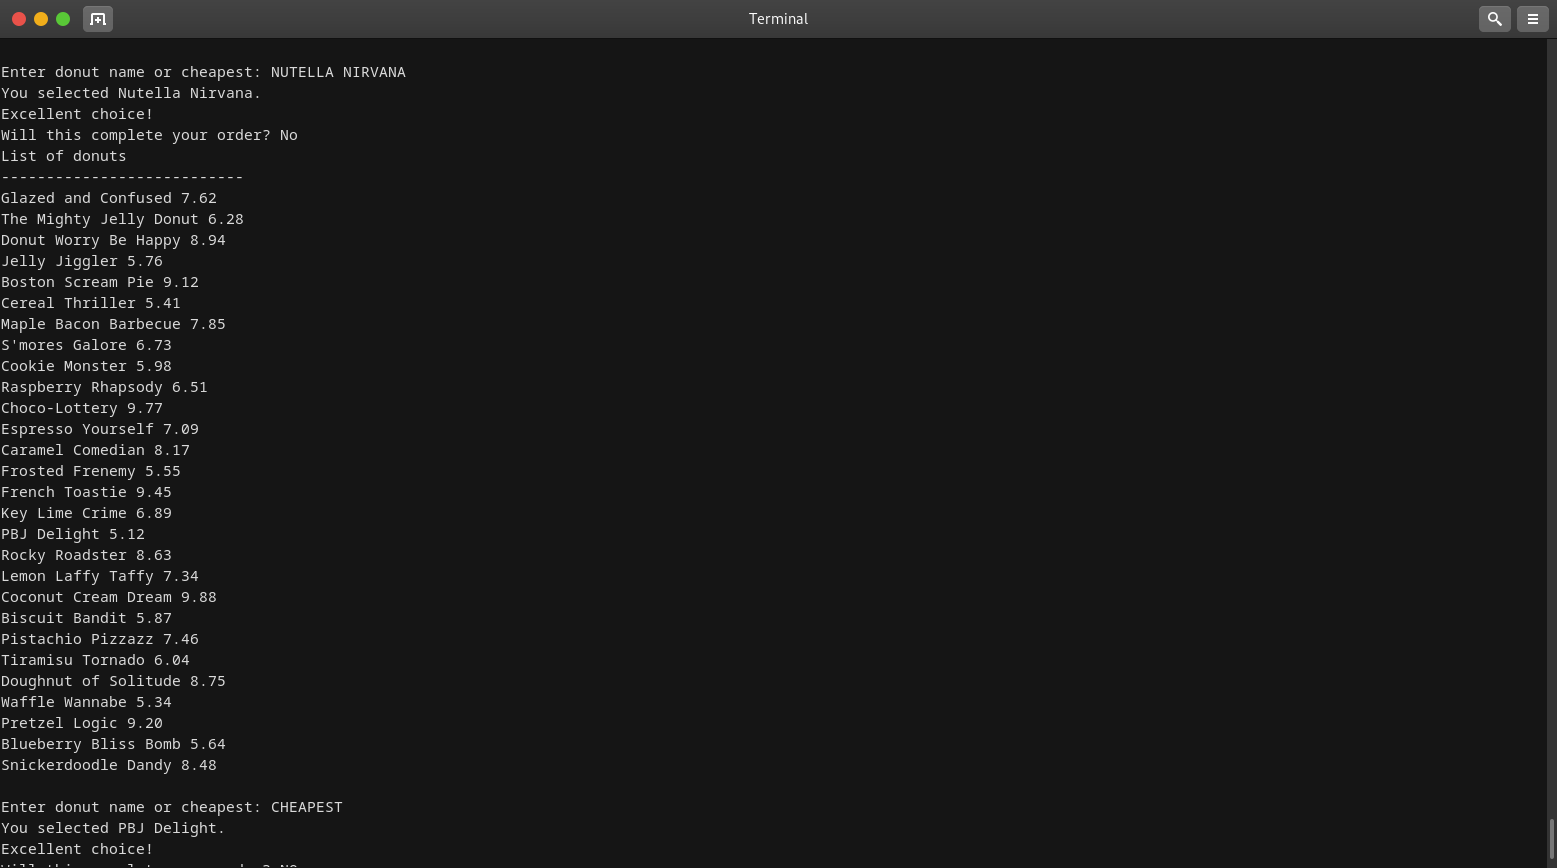 Terminal
Enter donut name or cheapest: NUTELLA NIRVANA
You selected Nutella Nirvana.
Excellent choice!
Will this complete your order? No
List of donuts
---------------------------
Glazed and Confused 7.62
The Mighty Jelly Donut 6.28
Donut Worry Be Happy 8.94
Jelly Jiggler 5.76
Boston Scream Pie 9.12
Cereal Thriller 5.41
Maple Bacon Barbecue 7.85
S'mores Galore 6.73
Cookie Monster 5.98
Raspberry Rhapsody 6.51
Choco-Lottery 9.77
Espresso Yourself 7.09
Caramel Comedian 8.17
Frosted Frenemy 5.55
French Toastie 9.45
Key Lime Crime 6.89
PBJ Delight 5.12
Rocky Roadster 8.63
Lemon Laffy Taffy 7.34
Coconut Cream Dream 9.88
Biscuit Bandit 5.87
Pistachio Pizzazz 7.46
Tiramisu Tornado 6.04
Doughnut of Solitude 8.75
Waffle Wannabe 5.34
Pretzel Logic 9.20
Blueberry Bliss Bomb 5.64
Snickerdoodle Dandy 8.48
Enter donut name or cheapest: CHEAPEST
You selected PBJ Delight.
Excellent choice!
Will this complete your order? NO